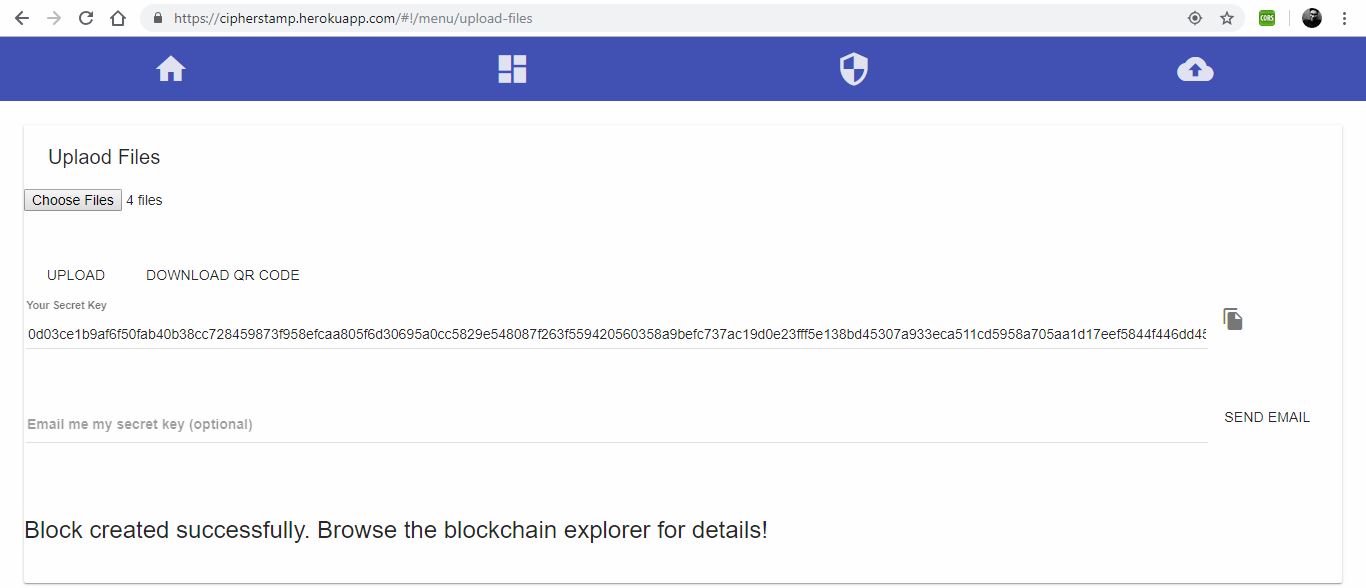 https://cipherstamp.herokuapp.com/#!/menu/upload-files
CORS
Uplaod Files
Choose Files 4 files
UPLOAD DOWNLOAD QR CODE
Your Secret Key
0d03ce1b9af6f50fab40b38cc728459873f958efcaa805f6d30695a0cc5829e548087f263f559420560358a9befc737ac19d0e23fff5e138bd45307a933eca511cd5958a705aa1d17eef5844f446dd45
Email me my secret key (optional)
SEND EMAIL
Block created successfully. Browse the blockchain explorer for details!